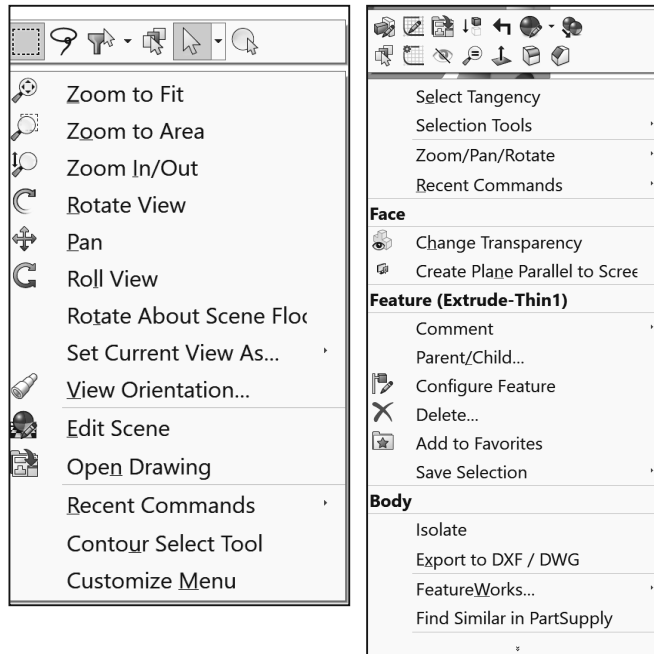 Zoom to Fit
Zoom to Area
Zoom In/Out
Rotate View
Pan
Roll View
Rotate About Scene Floo
Set Current View As...
View Orientation...
Edit Scene
Open Drawing
Recent Commands
Contour Select Tool
Customize Menu
Select Tangency
Selection Tools
Zoom/Pan/Rotate
Recent Commands
Face
Change Transparency
Create Plane Parallel to Scree
Feature (Extrude-Thin1)
Comment
Parent/Child...
Configure Feature
Delete...
Add to Favorites
Save Selection
Body
Isolate
Export to DXF / DWG
FeatureWorks...
Find Similar in PartSupply